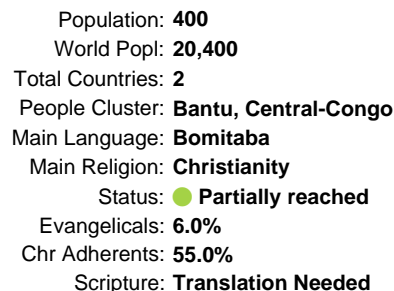 Population: 400
World Popl: 20,400
Total Countries: 2
People Cluster: Bantu, Central-Congo
Main Language: Bomitaba
Main Religion: Christianity
Status: Partially reached
Evangelicals: 6.0%
Chr Adherents: 55.0%
Scripture: Translation Needed